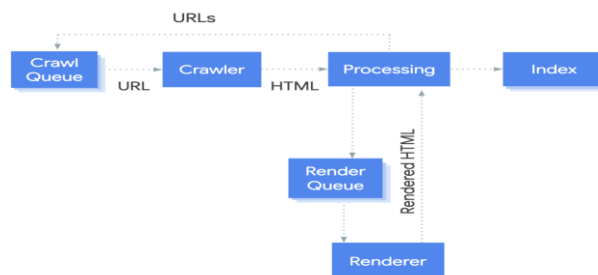 URLs
Crawl
Queue
URL
Crawler
HTML
Processing
Index
Render
Queue
Rendered HTML
Renderer